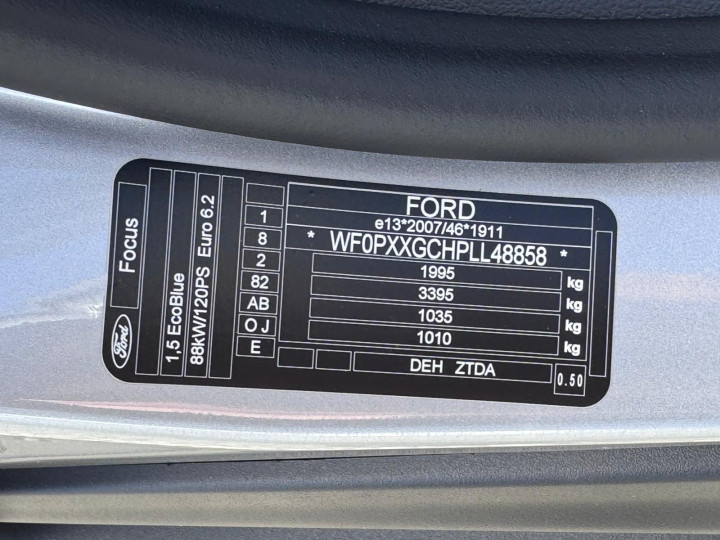 Ford
Focus
1,5 EcoBlue
88kW/120PS Euro 6.2
1
8
2
82
AB
O J
E
FORD
e13*2007/46*1911
* WF0PXXGCHPLL48858 *
1995 kg
3395 kg
1035 kg
1010 kg
DEH ZTDA
0.50